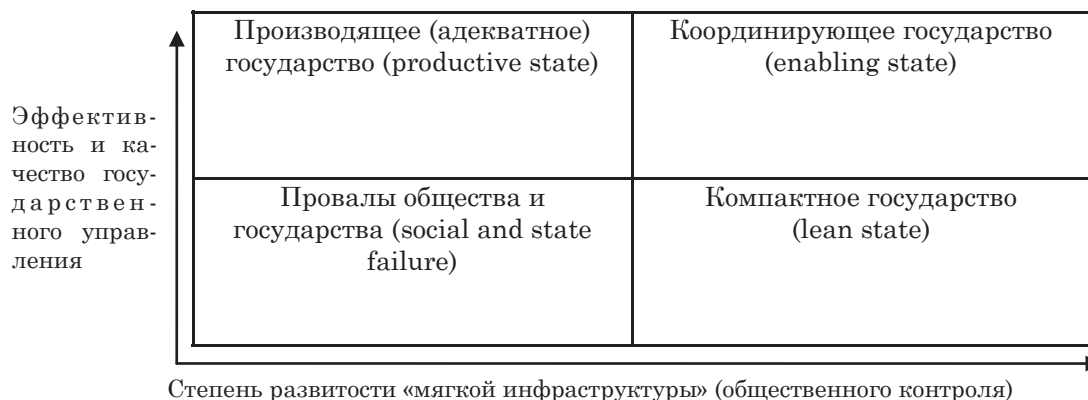 Производящее (адекватное)
государство (productive state)
Координирующее государство
(enabling state)
Эффектив-
ность и ка-
чество госу-
дарствен-
ного управ-
ления
Провалы общества и
государства (social and state
failure)
Компактное государство
(lean state)
Степень развитости «мягкой инфраструктуры» (общественного контроля)